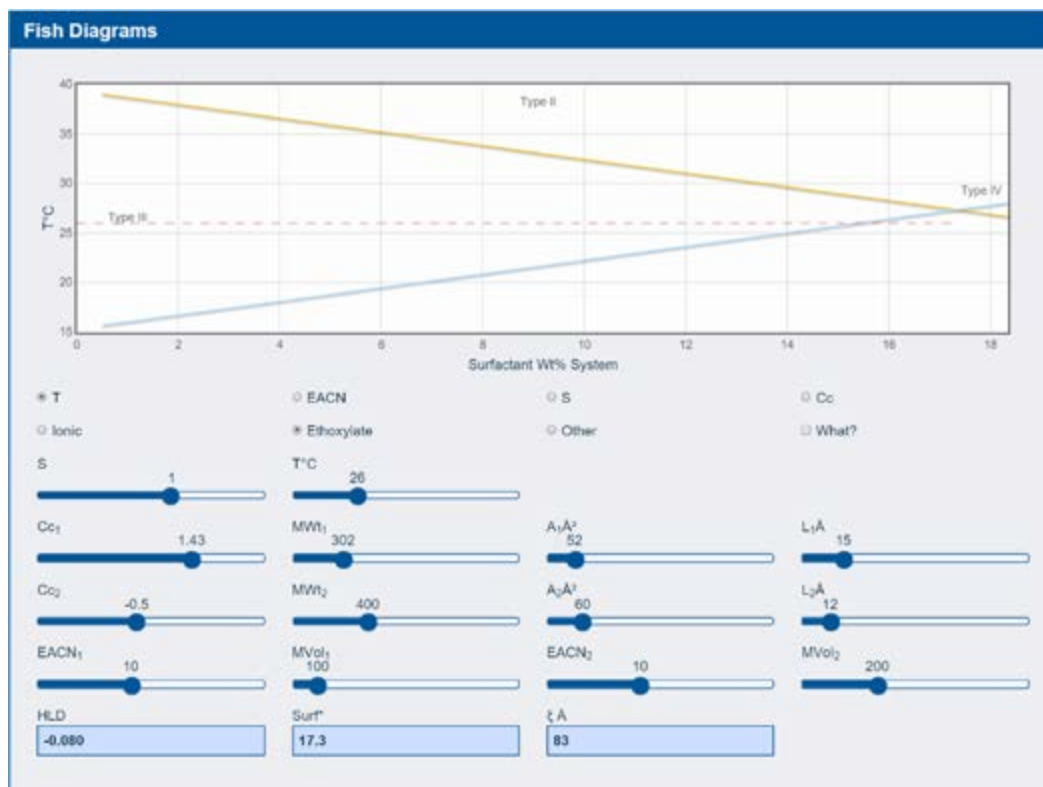 Fish Diagrams
40
35
30
25
20
15
T°C
Type II
Type III
Type IV
0 2 4 6 8 10 12 14 16 18
Surfactant Wt% System
T EACN S Cc
Ionic Ethoxylate Other What?
S T°C
1 26
Cc₁ MWt₁ A₁Å² L₁Å
1.43 302 52 15
Cc₂ MWt₂ A₂Å² L₂Å
-0.5 400 60 12
EACN₁ MVol₁ EACN₂ MVol₂
10 100 10 200
HLD Surf* ξ Å
-0.080 17.3 83